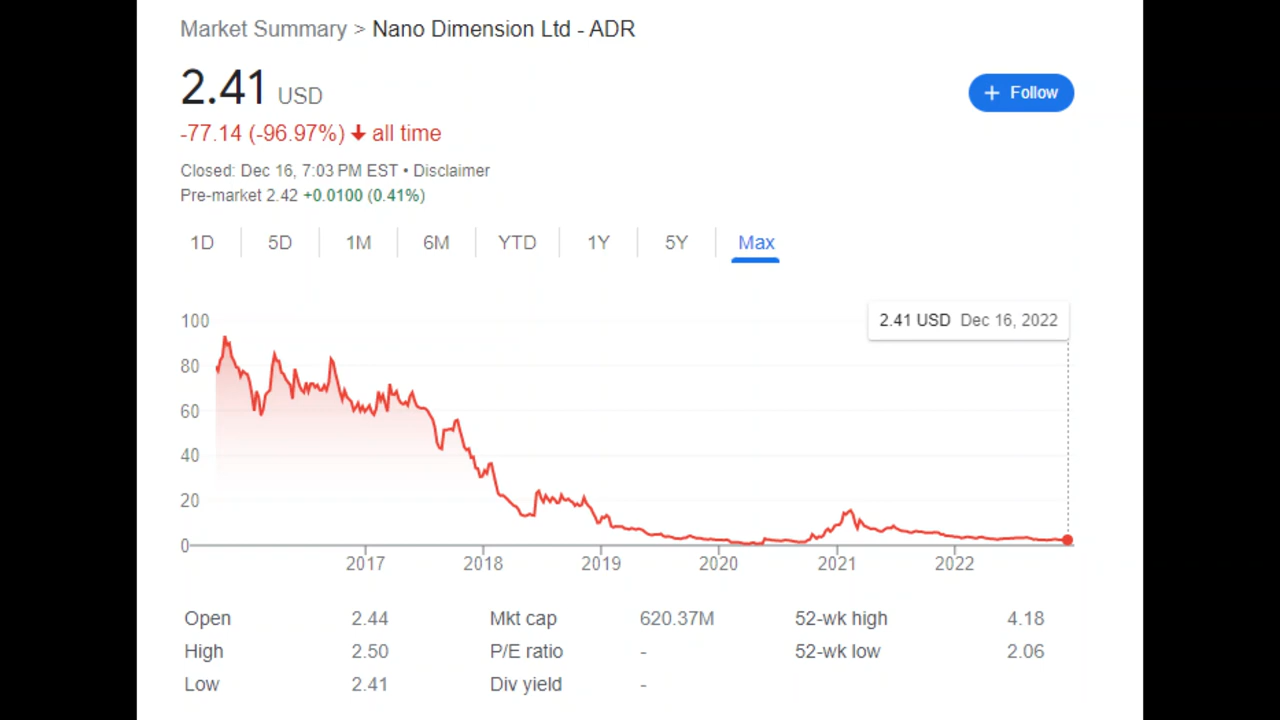 Market Summary > Nano Dimension Ltd - ADR
2.41 USD
+ Follow
-77.14 (-96.97%) ↓ all time
Closed: Dec 16, 7:03 PM EST • Disclaimer
Pre-market 2.42 +0.0100 (0.41%)
1D 5D 1M 6M YTD 1Y 5Y Max
2.41 USD Dec 16, 2022
100
80
60
40
20
0
2017 2018 2019 2020 2021 2022
Open 2.44 Mkt cap 620.37M 52-wk high 4.18
High 2.50 P/E ratio - 52-wk low 2.06
Low 2.41 Div yield -